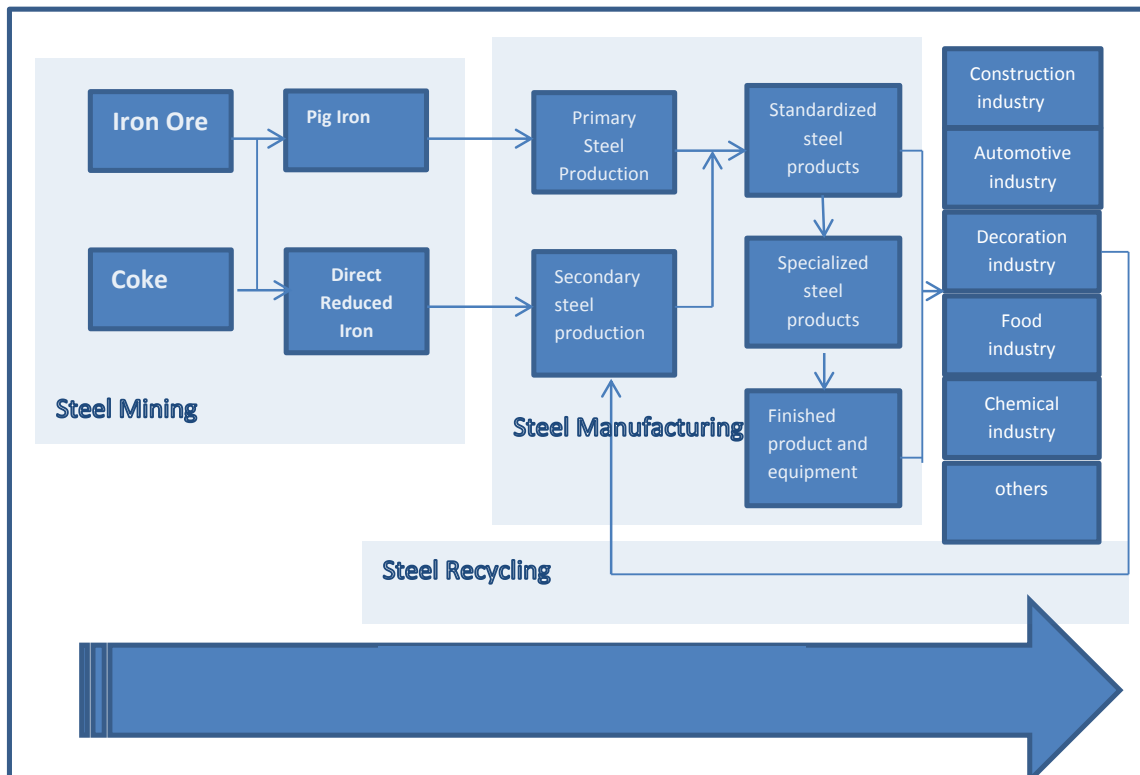 Iron Ore
Pig Iron
Coke
Direct
Reduced
Iron
Steel Mining
Primary
Steel
Production
Secondary
steel
production
Standardized
steel
products
Specialized
steel
products
Finished
product and
equipment
Steel Manufacturing
Construction
industry
Automotive
industry
Decoration
industry
Food
industry
Chemical
industry
others
Steel Recycling